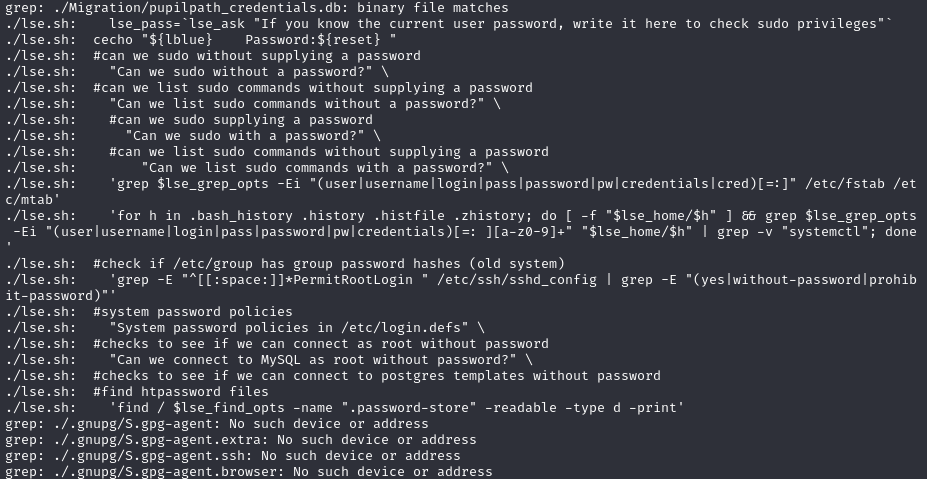 grep: ./Migration/pupilpath_credentials.db: binary file matches
./lse.sh:    lse_pass=`lse_ask "If you know the current user password, write it here to check sudo privileges"`
./lse.sh:  cecho "${lblue}    Password:${reset} "
./lse.sh:  #can we sudo without supplying a password
./lse.sh:    "Can we sudo without a password?" \
./lse.sh:  #can we list sudo commands without supplying a password
./lse.sh:    "Can we list sudo commands without a password?" \
./lse.sh:    #can we sudo supplying a password
./lse.sh:      "Can we sudo with a password?" \
./lse.sh:    #can we list sudo commands without supplying a password
./lse.sh:        "Can we list sudo commands with a password?" \
./lse.sh:    'grep $lse_grep_opts -Ei "(user|username|login|pass|password|pw|credentials|cred)[=:]" /etc/fstab /et
c/mtab'
./lse.sh:    'for h in .bash_history .history .histfile .zhistory; do [ -f "$lse_home/$h" ] && grep $lse_grep_opts
 -Ei "(user|username|login|pass|password|pw|credentials)[=: ][a-z0-9]+" "$lse_home/$h" | grep -v "systemctl"; done
'
./lse.sh:  #check if /etc/group has group password hashes (old system)
./lse.sh:    'grep -E "^[[:space:]]*PermitRootLogin " /etc/ssh/sshd_config | grep -E "(yes|without-password|prohib
it-password)"'
./lse.sh:  #system password policies
./lse.sh:    "System password policies in /etc/login.defs" \
./lse.sh:  #checks to see if we can connect as root without password
./lse.sh:    "Can we connect to MySQL as root without password?" \
./lse.sh:  #checks to see if we can connect to postgres templates without password
./lse.sh:  #find htpassword files
./lse.sh:    'find / $lse_find_opts -name ".password-store" -readable -type d -print'
grep: ./.gnupg/S.gpg-agent: No such device or address
grep: ./.gnupg/S.gpg-agent.extra: No such device or address
grep: ./.gnupg/S.gpg-agent.ssh: No such device or address
grep: ./.gnupg/S.gpg-agent.browser: No such device or address